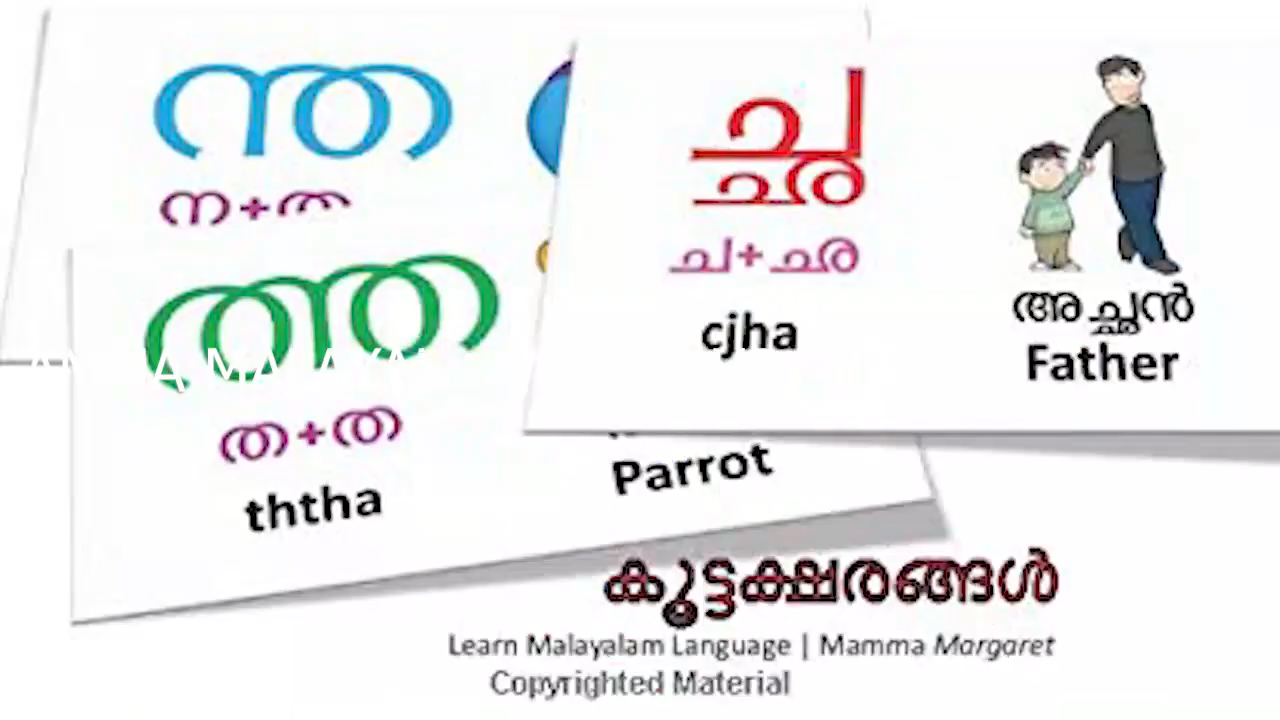 ന്ത
ന+ത
ത്ത
ത+ത
ththa
Parrot
ച്ഛ
ച+ഛ
cjha
അച്ഛൻ
Father
കൂട്ടക്ഷരങ്ങൾ
Learn Malayalam Language | Mamma Margaret
Copyrighted Material